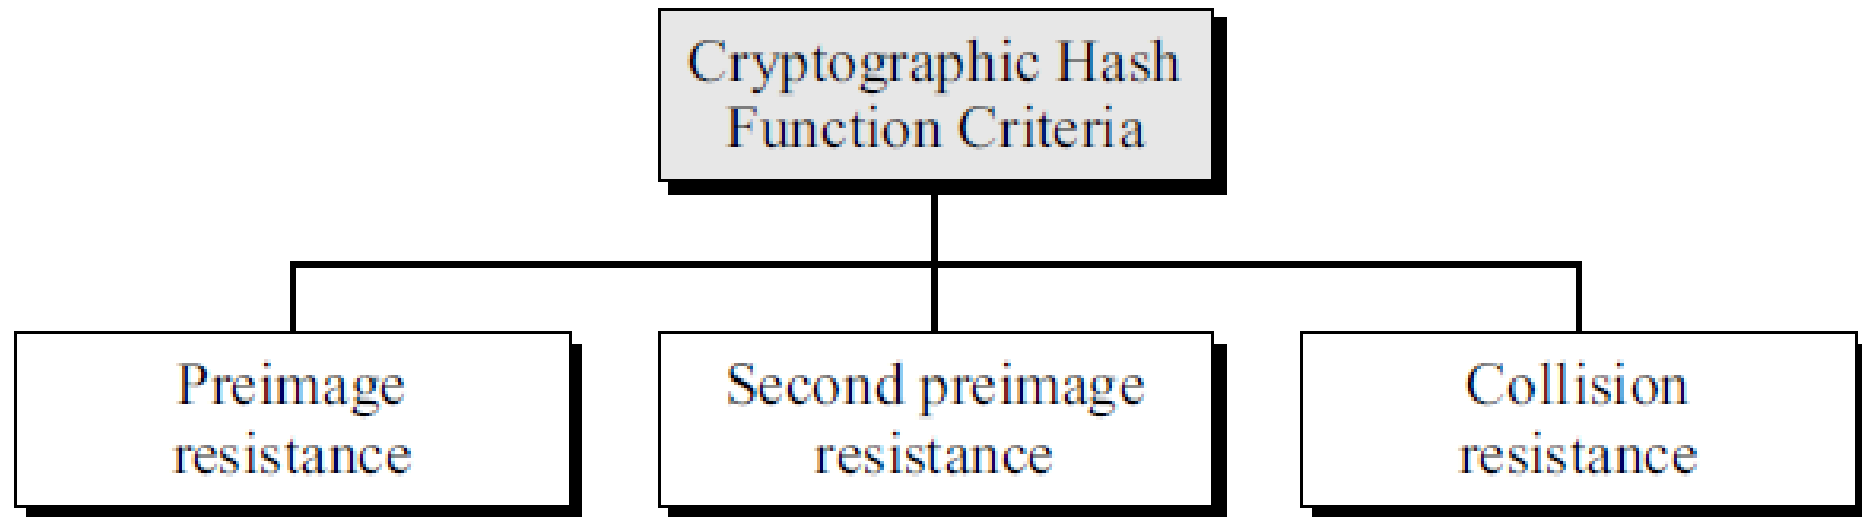 Cryptographic Hash
Function Criteria
Preimage
resistance
Second preimage
resistance
Collision
resistance